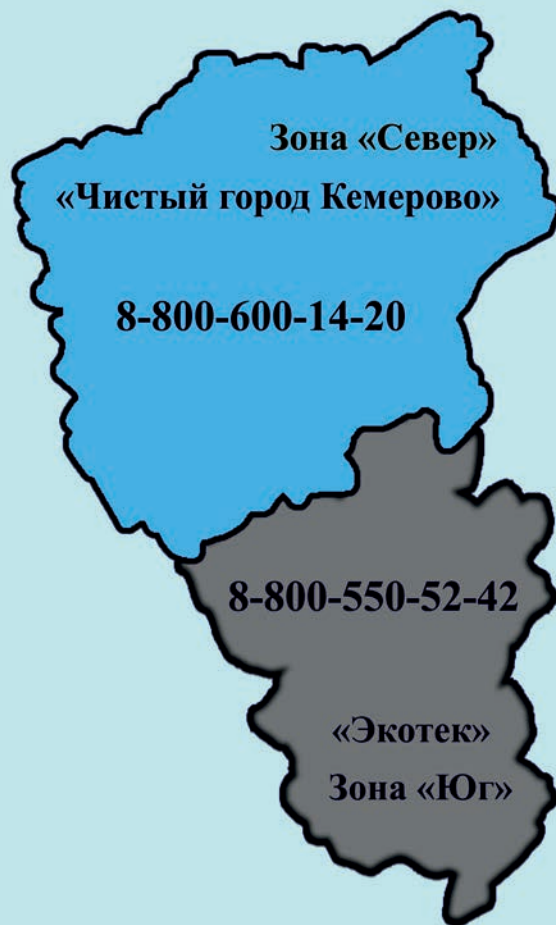 Зона «Север»
«Чистый город Кемерово»
8-800-600-14-20
8-800-550-52-42
«Экотек»
Зона «Юг»